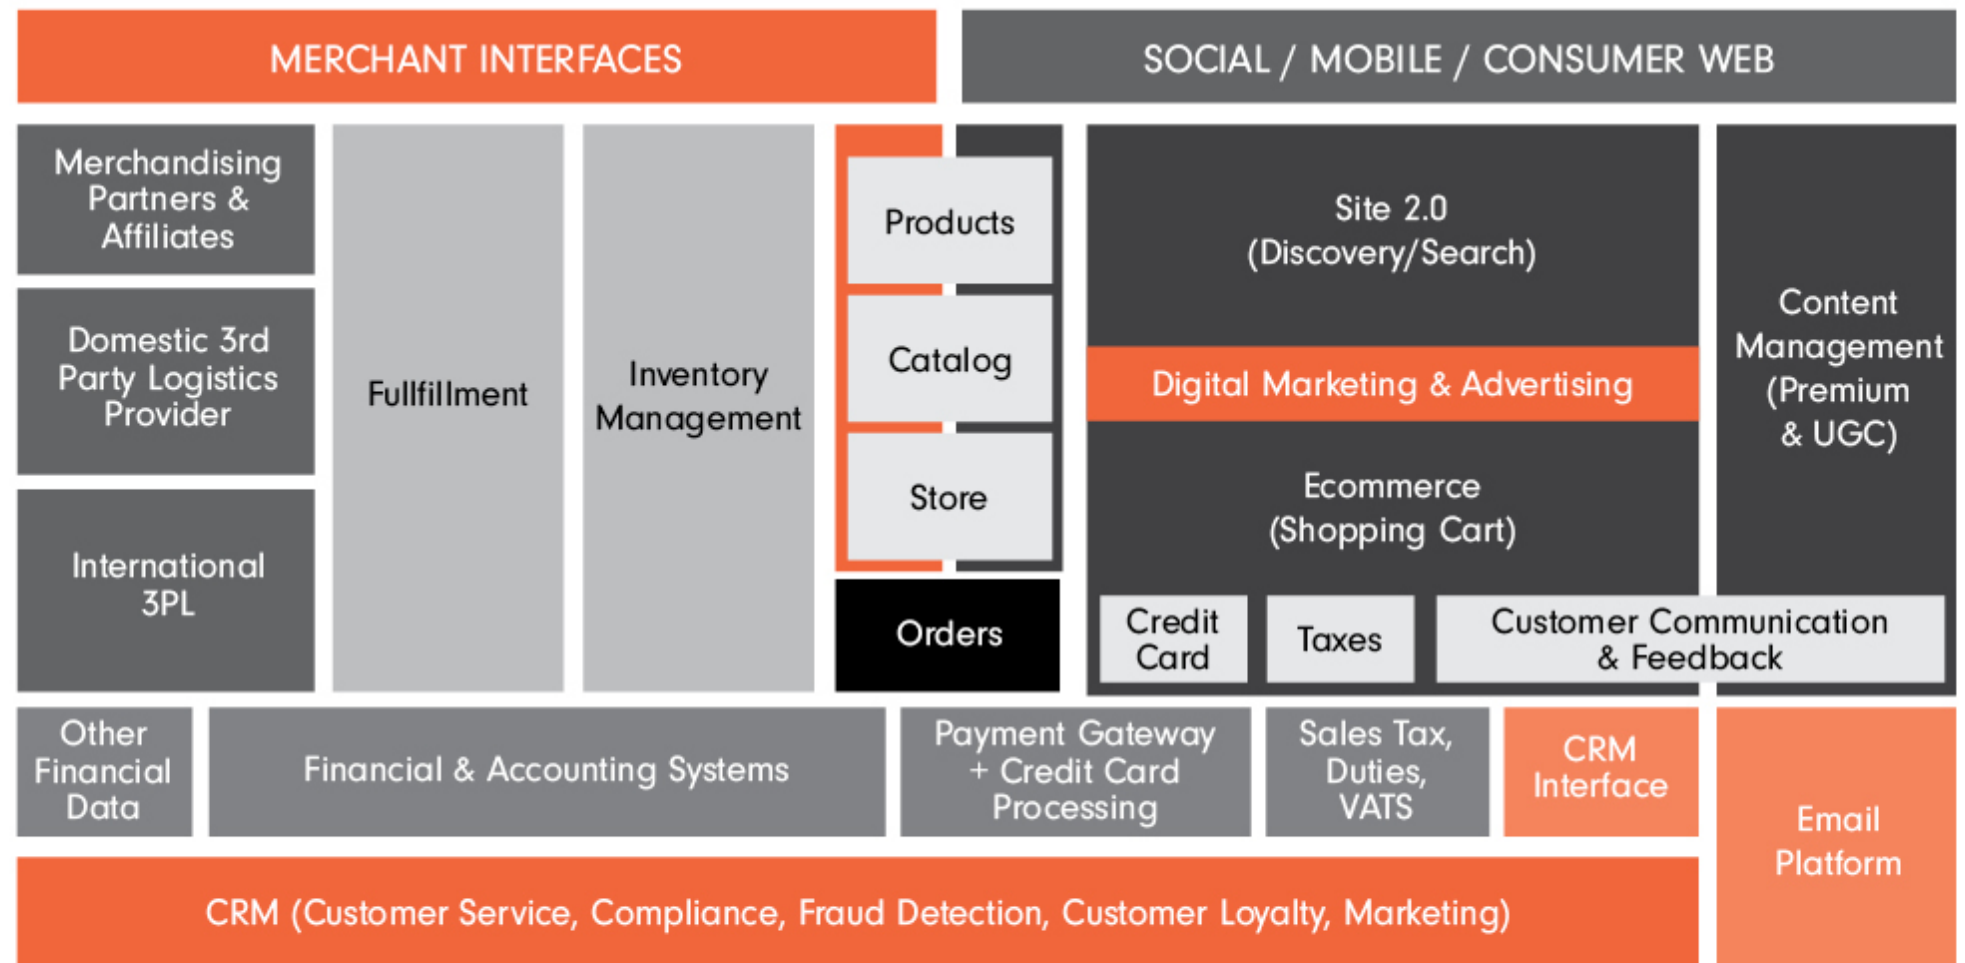 MERCHANT INTERFACES
SOCIAL / MOBILE / CONSUMER WEB
Merchandising
Partners &
Affiliates
Domestic 3rd
Party Logistics
Provider
International
3PL
Fullfillment
Inventory
Management
Products
Catalog
Store
Orders
Site 2.0
(Discovery/Search)
Digital Marketing & Advertising
Ecommerce
(Shopping Cart)
Credit
Card
Taxes
Customer Communication
& Feedback
Content
Management
(Premium
& UGC)
Other
Financial
Data
Financial & Accounting Systems
Payment Gateway
+ Credit Card
Processing
Sales Tax,
Duties,
VATS
CRM
Interface
Email
Platform
CRM (Customer Service, Compliance, Fraud Detection, Customer Loyalty, Marketing)